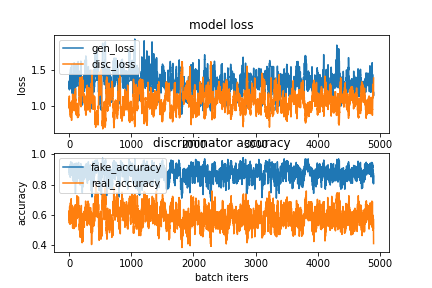 model loss
gen_loss
disc_loss
loss
1.5
1.0
0
1000
2000
3000
4000
5000
discriminator accuracy
fake_accuracy
real_accuracy
accuracy
1.0
0.8
0.6
0.4
0
1000
2000
3000
4000
5000
batch iters